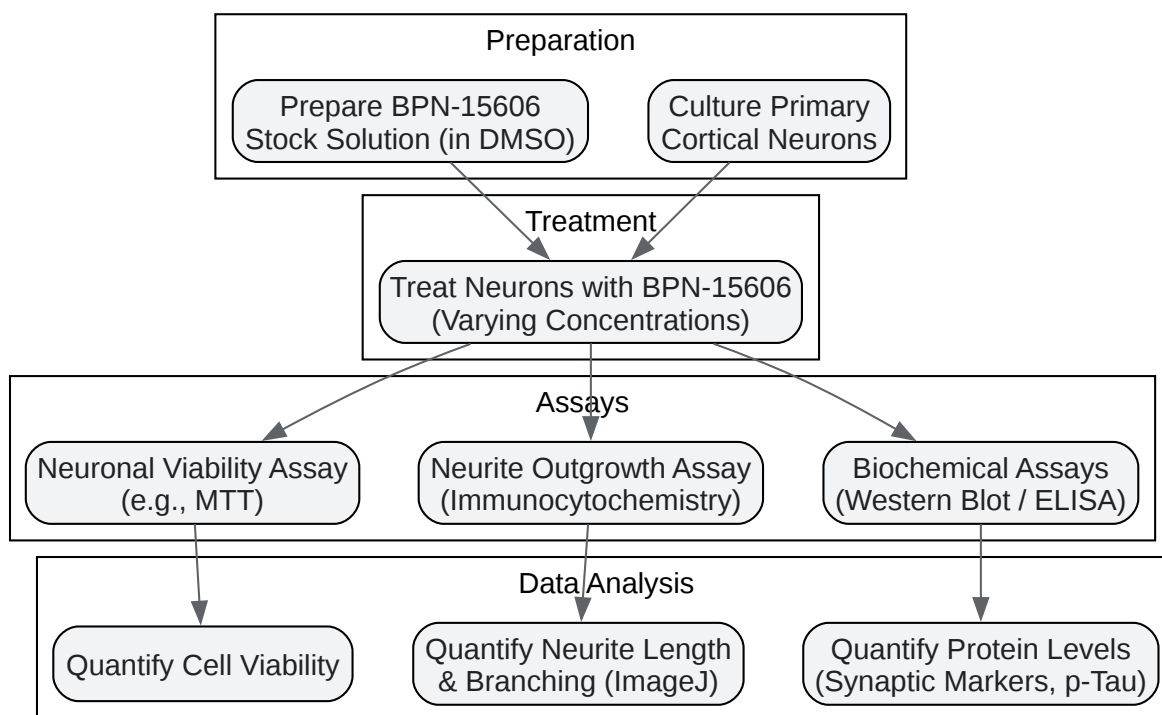 Preparation
Prepare BPN-15606
Stock Solution (in DMSO)
Culture Primary
Cortical Neurons
Treatment
Treat Neurons with BPN-15606
(Varying Concentrations)
Assays
Neuronal Viability Assay
(e.g., MTT)
Neurite Outgrowth Assay
(Immunocytochemistry)
Biochemical Assays
(Western Blot / ELISA)
Data Analysis
Quantify Cell Viability
Quantify Neurite Length
& Branching (ImageJ)
Quantify Protein Levels
(Synaptic Markers, p-Tau)